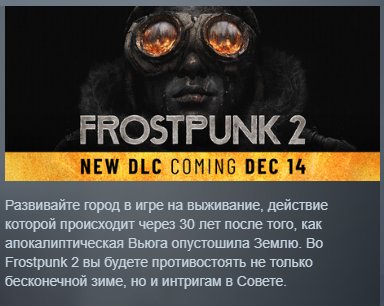 FROSTPUNK 2
NEW DLC COMING DEC 14
Развивайте город в игре на выживание, действие
которой происходит через 30 лет после того, как
апокалиптическая Вьюга опустошила Землю. Во
Frostpunk 2 вы будете противостоять не только
бесконечной зиме, но и интригам в Совете.